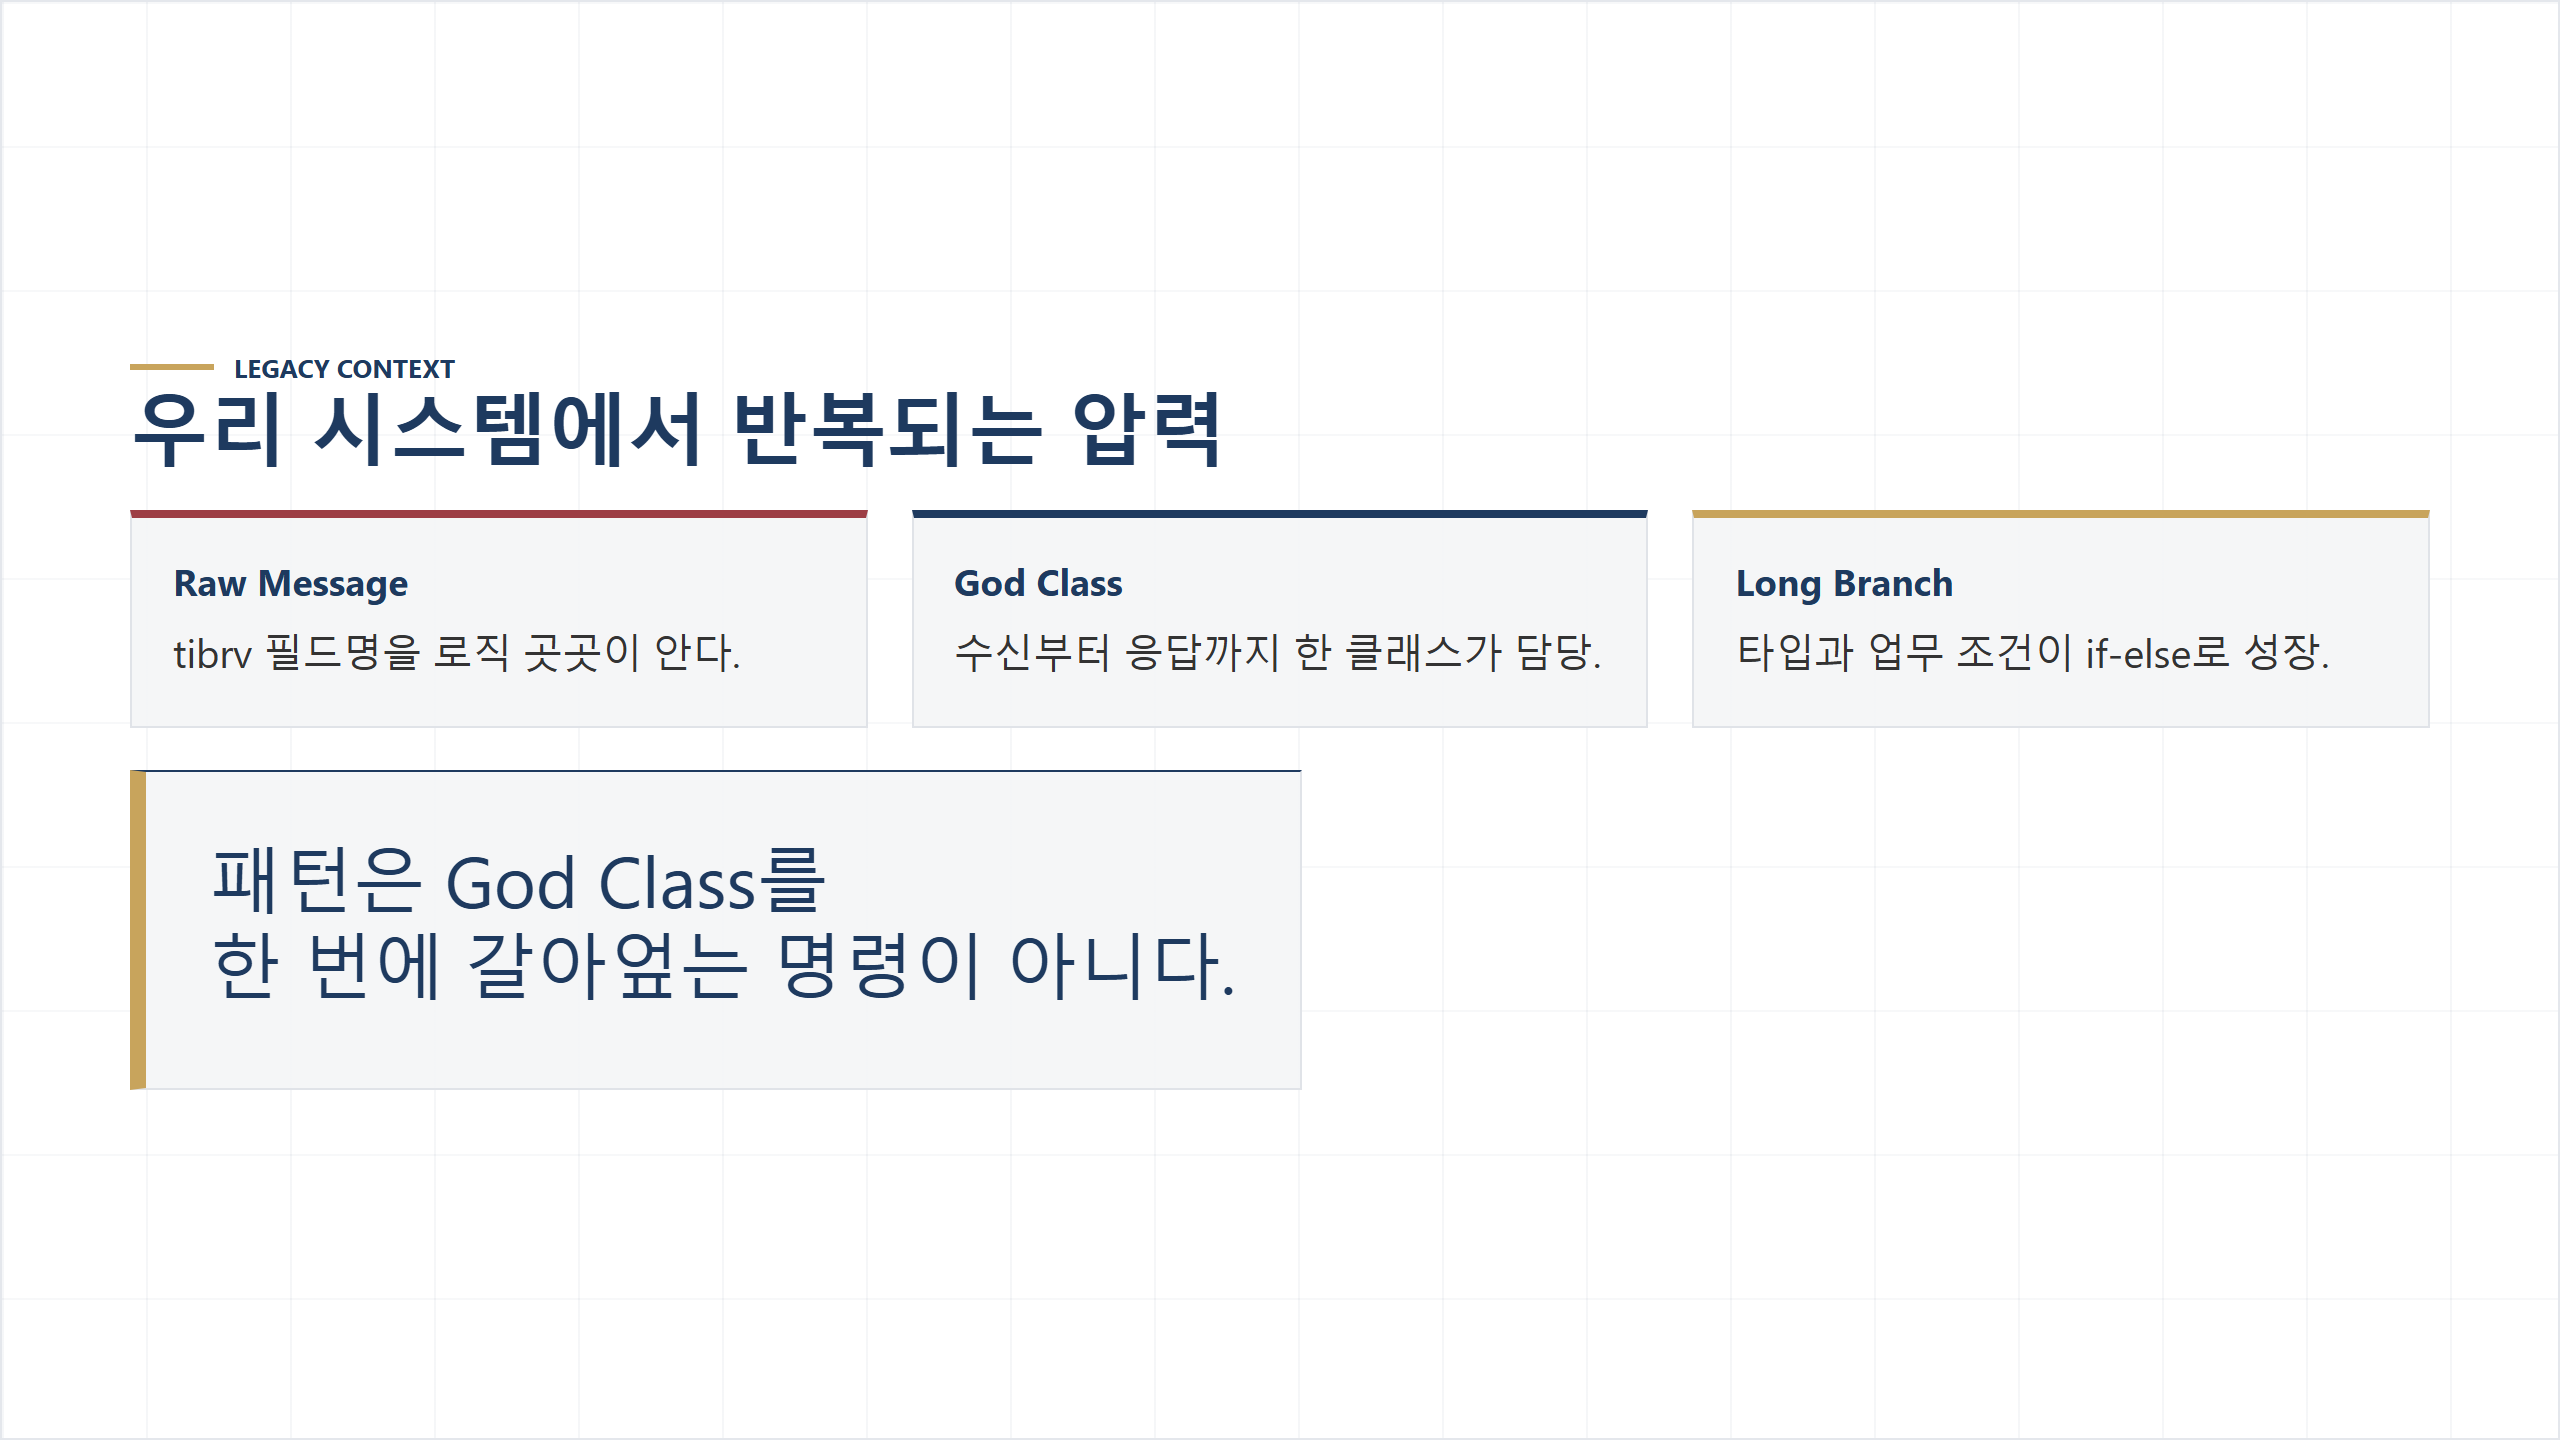 LEGACY CONTEXT
우리 시스템에서 반복되는 압력
Raw Message
tibrv 필드명을 로직 곳곳이 안다.
God Class
수신부터 응답까지 한 클래스가 담당.
Long Branch
타입과 업무 조건이 if-else로 성장.
패턴은 God Class를
한 번에 갈아엎는 명령이 아니다.